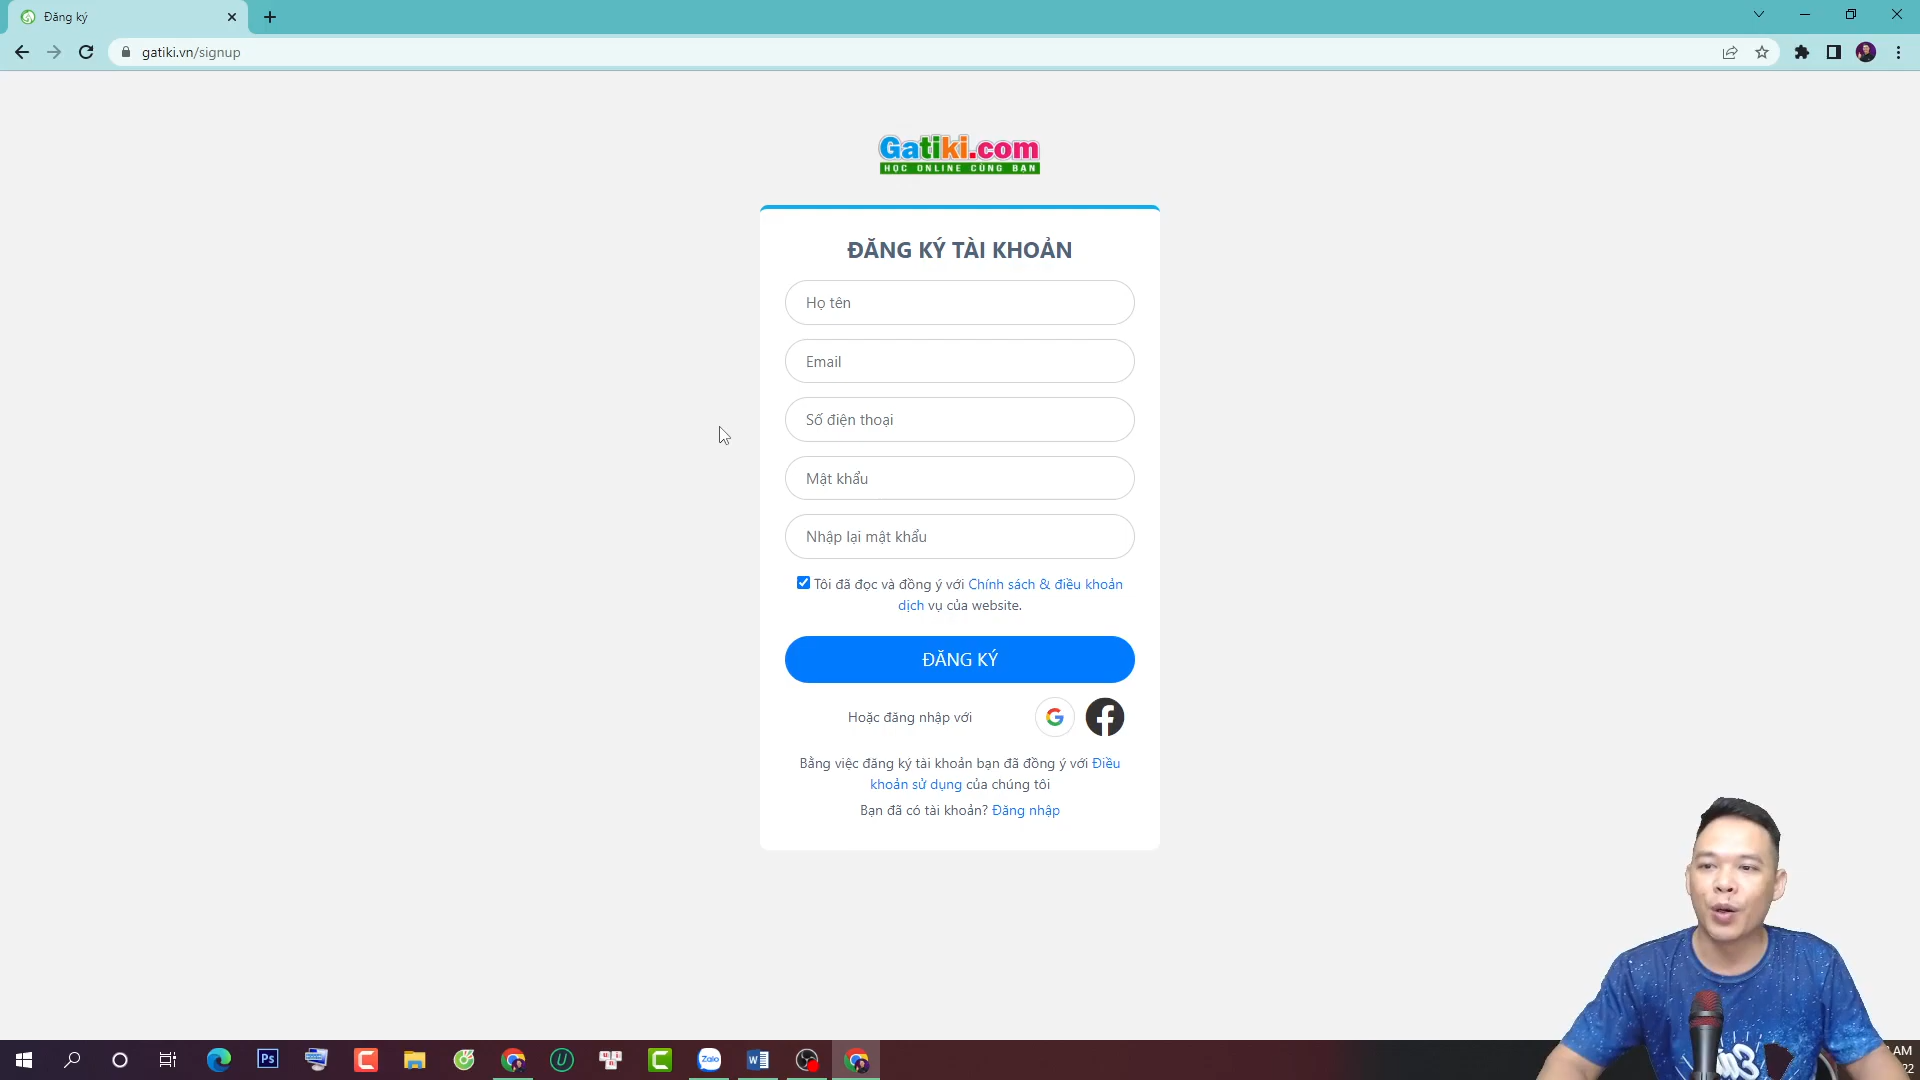 Đăng ký
gatiki.vn/signup
Gatiki.com
HỌC ONLINE CÙNG BẠN
ĐĂNG KÝ TÀI KHOẢN
Họ tên
Email
Số điện thoại
Mật khẩu
Nhập lại mật khẩu
Tôi đã đọc và đồng ý với Chính sách & điều khoản
dịch vụ của website.
ĐĂNG KÝ
Hoặc đăng nhập với
Bằng việc đăng ký tài khoản bạn đã đồng ý với Điều
khoản sử dụng của chúng tôi
Bạn đã có tài khoản? Đăng nhập
Ps
Zalo
AM